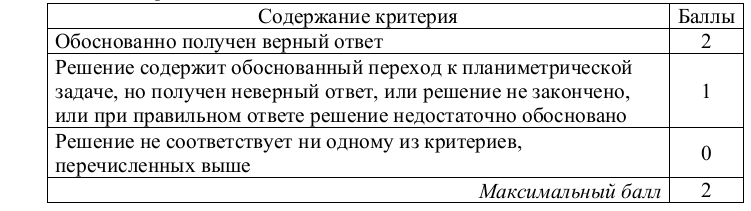 Содержание критерия Баллы
Обоснованно получен верный ответ 2
Решение содержит обоснованный переход к планиметрической
задаче, но получен неверный ответ, или решение не закончено, 1
или при правильном ответе решение недостаточно обосновано
Решение не соответствует ни одному из критериев, 0
перечисленных выше
Максимальный балл 2